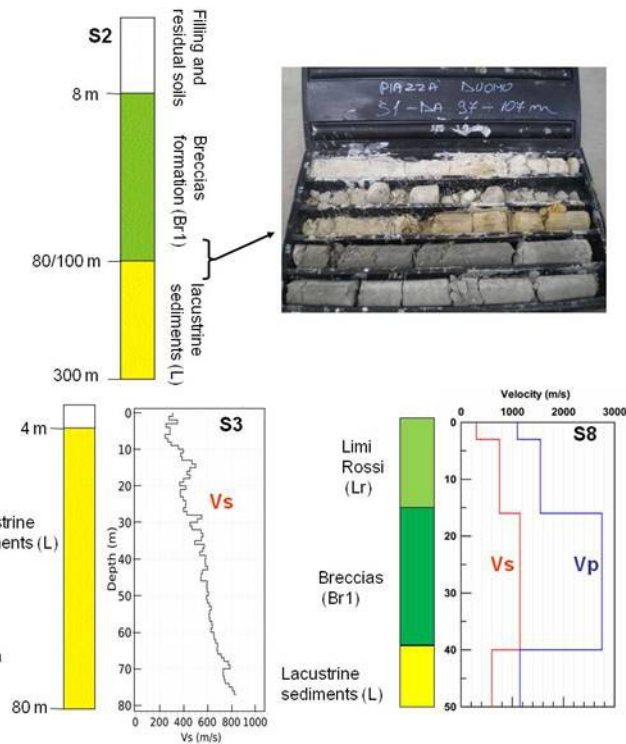 S2
Filling and
residual soils
8 m
Breccias
formation (Br1)
80/100 m
lacustrine
sediments (L)
300 m
PIAZZA DUOMO
S1-DA 97-107 m
4 m
80 m
S3
0
10
20
30
40
50
60
70
80
Depth (m)
Vs
0 200 400 600 800 1000
Vs (m/s)
Limi
Rossi
(Lr)
Breccias
(Br1)
Lacustrine
sediments (L)
Velocity (m/s)
0 1000 2000 3000
S8
0
10
20
30
40
50
Vs
Vp